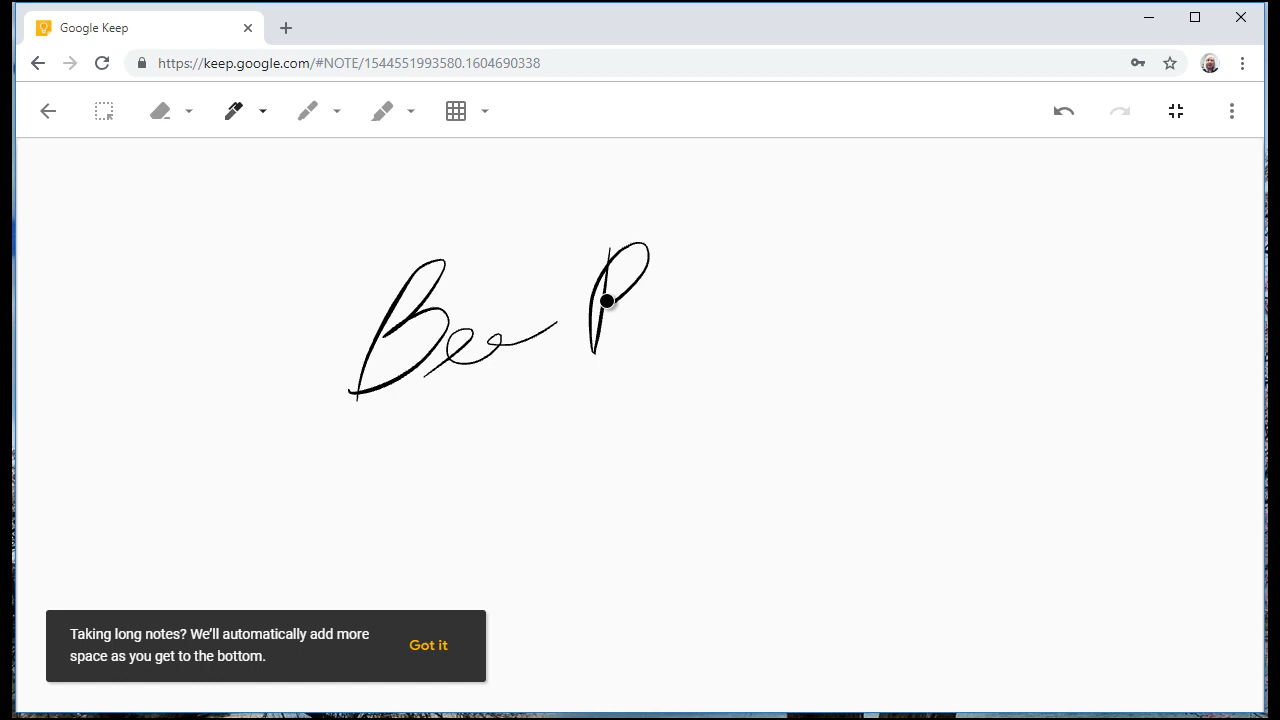 Google Keep
https://keep.google.com/#NOTE/1544551993580.1604690338
Bee P
Taking long notes? We'll automatically add more
space as you get to the bottom.
Got it